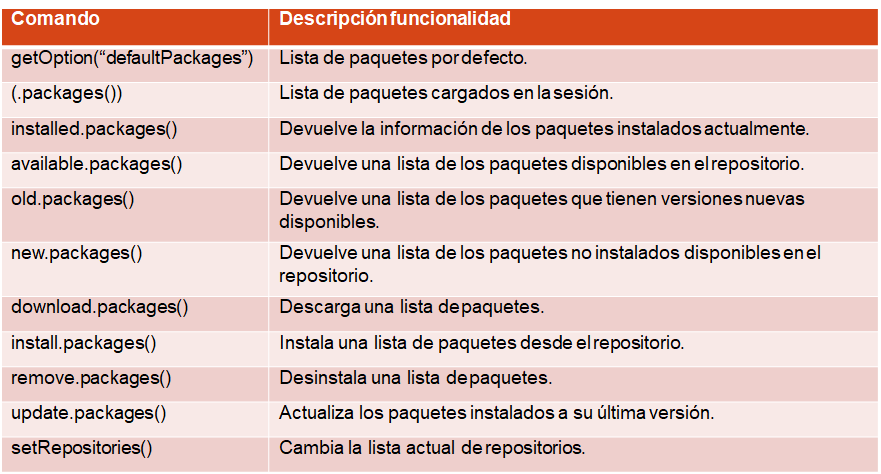 Comando Descripción funcionalidad
getOption(“defaultPackages”) Lista de paquetes por defecto.
(.packages()) Lista de paquetes cargados en la sesión.
installed.packages() Devuelve la información de los paquetes instalados actualmente.
available.packages() Devuelve una lista de los paquetes disponibles en el repositorio.
old.packages() Devuelve una lista de los paquetes que tienen versiones nuevas
disponibles.
new.packages() Devuelve una lista de los paquetes no instalados disponibles en el
repositorio.
download.packages() Descarga una lista de paquetes.
install.packages() Instala una lista de paquetes desde el repositorio.
remove.packages() Desinstala una lista de paquetes.
update.packages() Actualiza los paquetes instalados a su última versión.
setRepositories() Cambia la lista actual de repositorios.